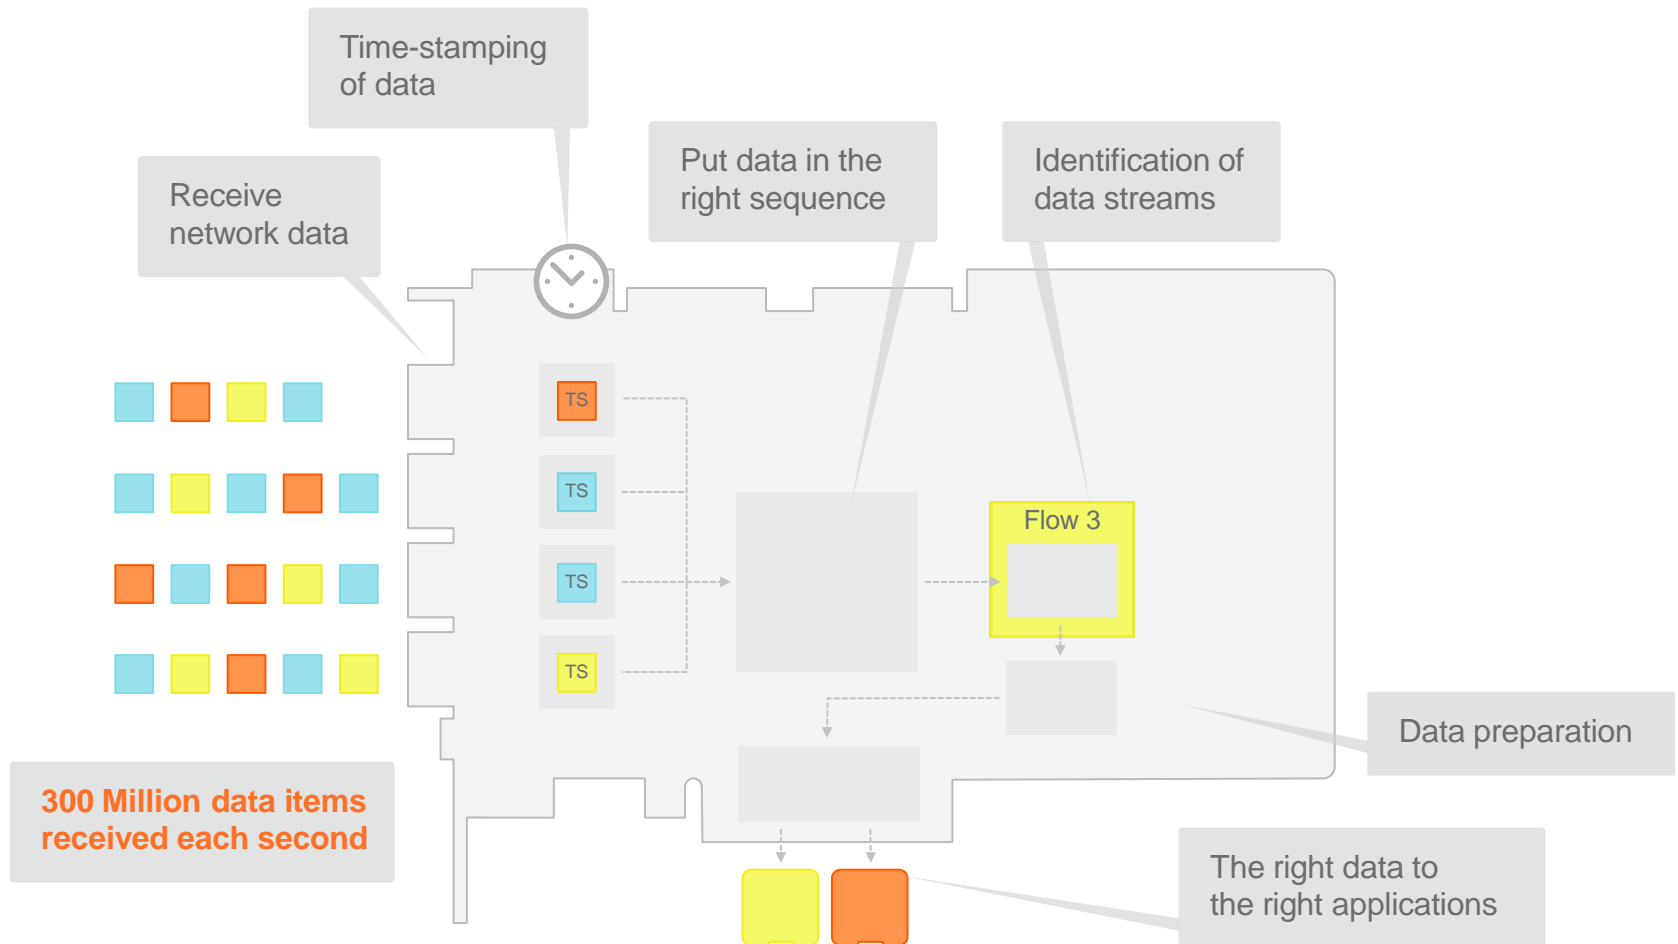 Time-stamping
of data
Receive
network data
Put data in the
right sequence
Identification of
data streams
TS
TS
TS
TS
Flow 3
Data preparation
300 Million data items
received each second
The right data to
the right applications